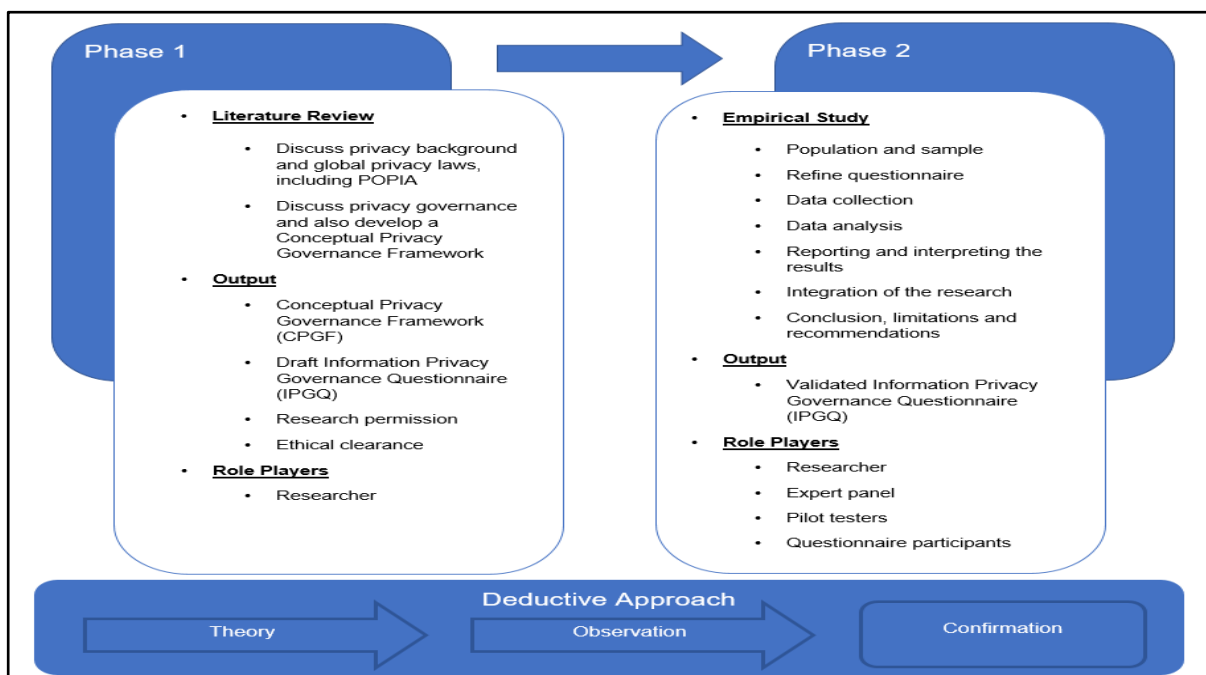 Phase 1
• Literature Review
• Discuss privacy background
and global privacy laws,
including POPIA
• Discuss privacy governance
and also develop a
Conceptual Privacy
Governance Framework
• Output
• Conceptual Privacy
Governance Framework
(CPGF)
• Draft Information Privacy
Governance Questionnaire
(IPGQ)
• Research permission
• Ethical clearance
• Role Players
• Researcher
Phase 2
• Empirical Study
• Population and sample
• Refine questionnaire
• Data collection
• Data analysis
• Reporting and interpreting the
results
• Integration of the research
• Conclusion, limitations and
recommendations
• Output
• Validated Information Privacy
Governance Questionnaire
(IPGQ)
• Role Players
• Researcher
• Expert panel
• Pilot testers
• Questionnaire participants
Deductive Approach
Theory
Observation
Confirmation